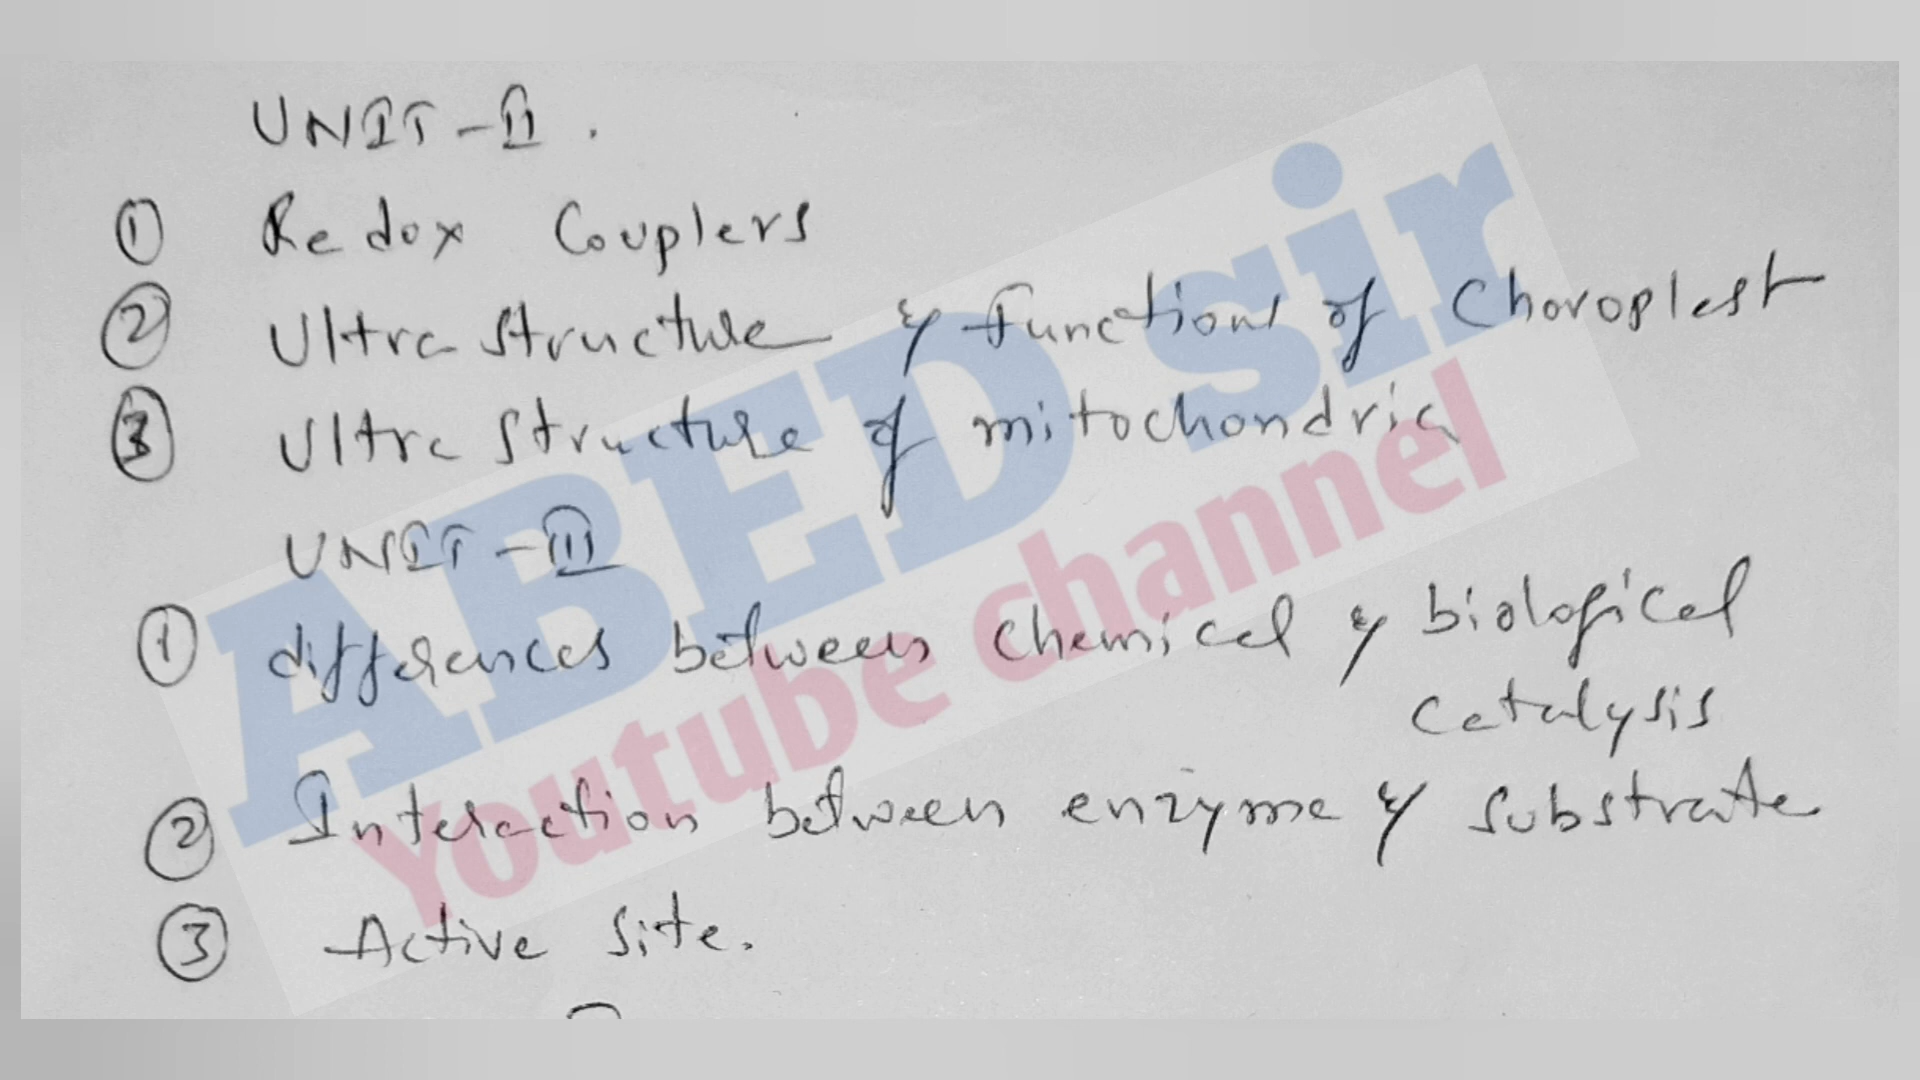 UNIT-II.
① Redox Couplers
② Ultra structure & functions of Choroplast
③ Ultra structure of mitochondria
UNIT-III
① differences between chemical & biological
catalysis
② Interaction between enzyme & substrate
③ Active site.
ABED sir
Youtube channel